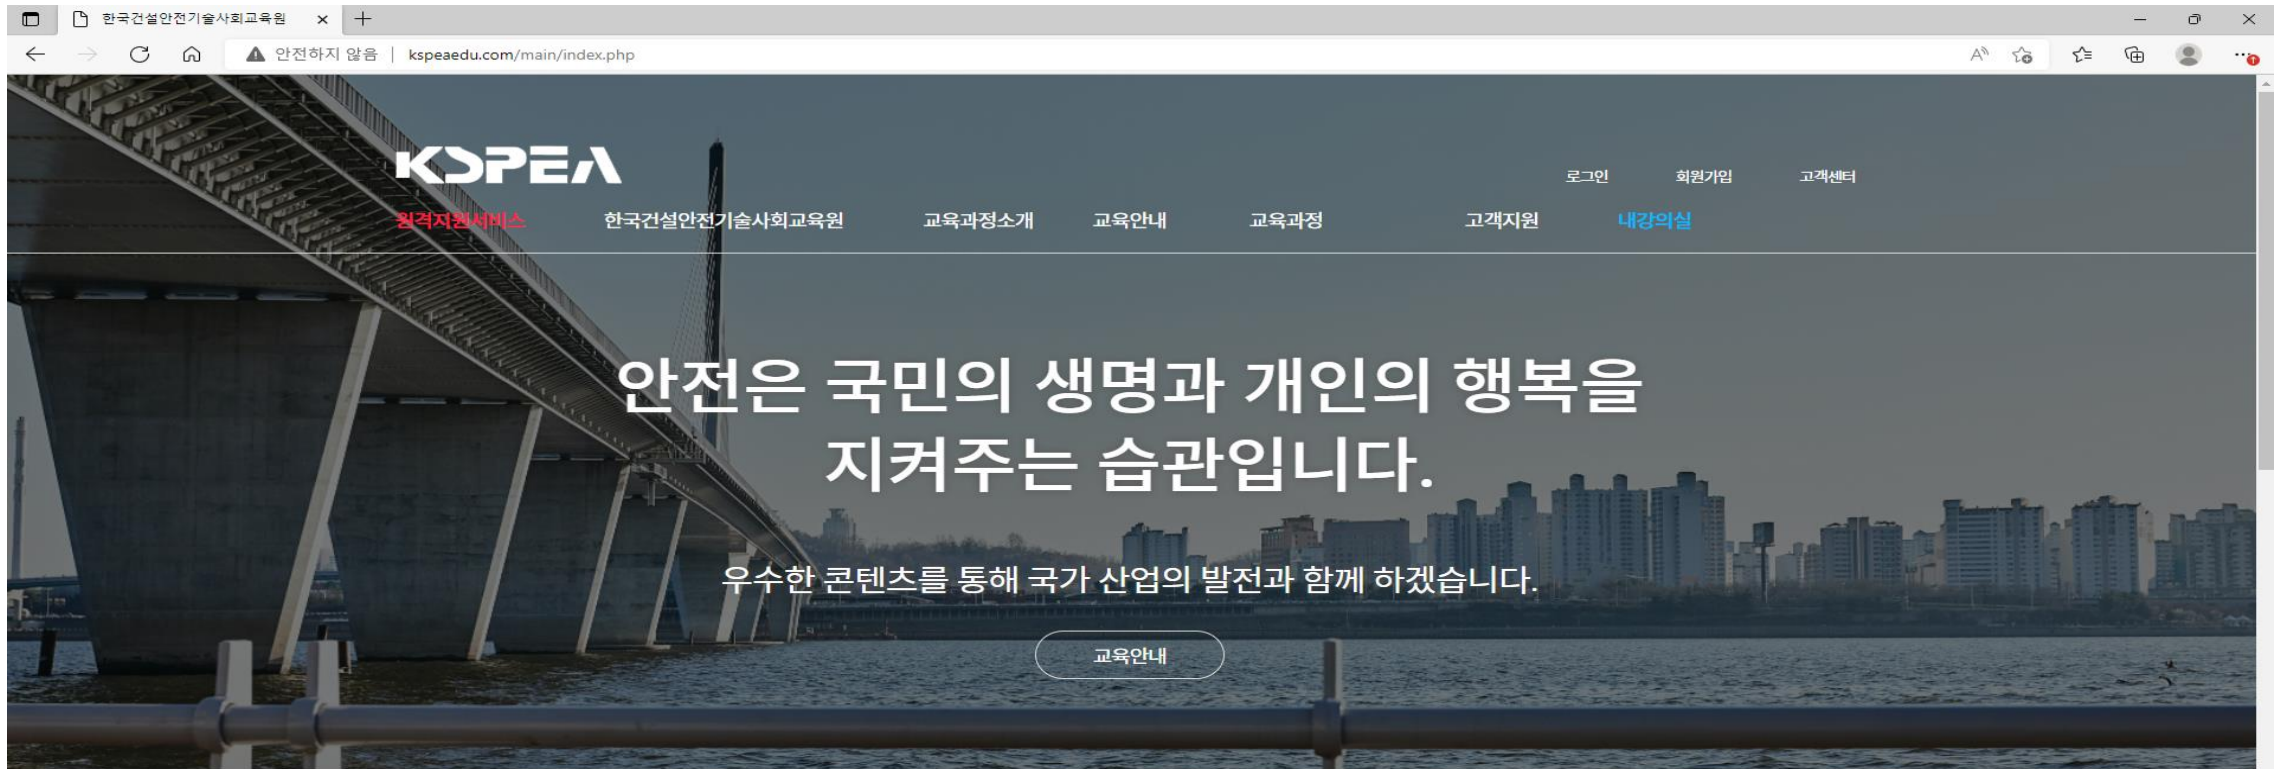 한국건설안전기술사회교육원
안전하지 않음 | kspeaedu.com/main/index.php
KSPEA
로그인 회원가입 고객센터
원격지원서비스 한국건설안전기술사회교육원 교육과정소개 교육안내 교육과정 고객지원 내강의실
안전은 국민의 생명과 개인의 행복을
지켜주는 습관입니다.
우수한 콘텐츠를 통해 국가 산업의 발전과 함께 하겠습니다.
교육안내